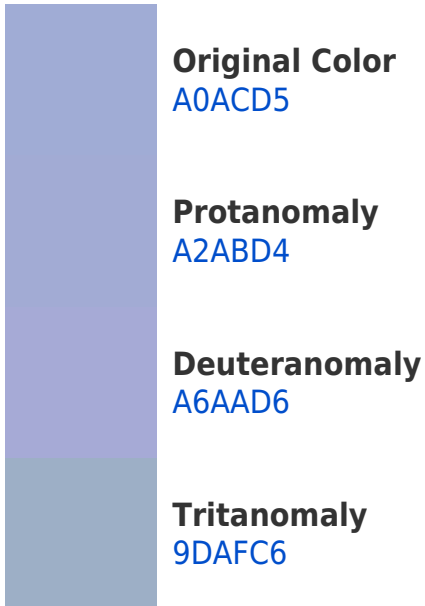 Original Color
A0ACD5
Protanomaly
A2ABD4
Deuteranomaly
A6AAD6
Tritanomaly
9DAFC6